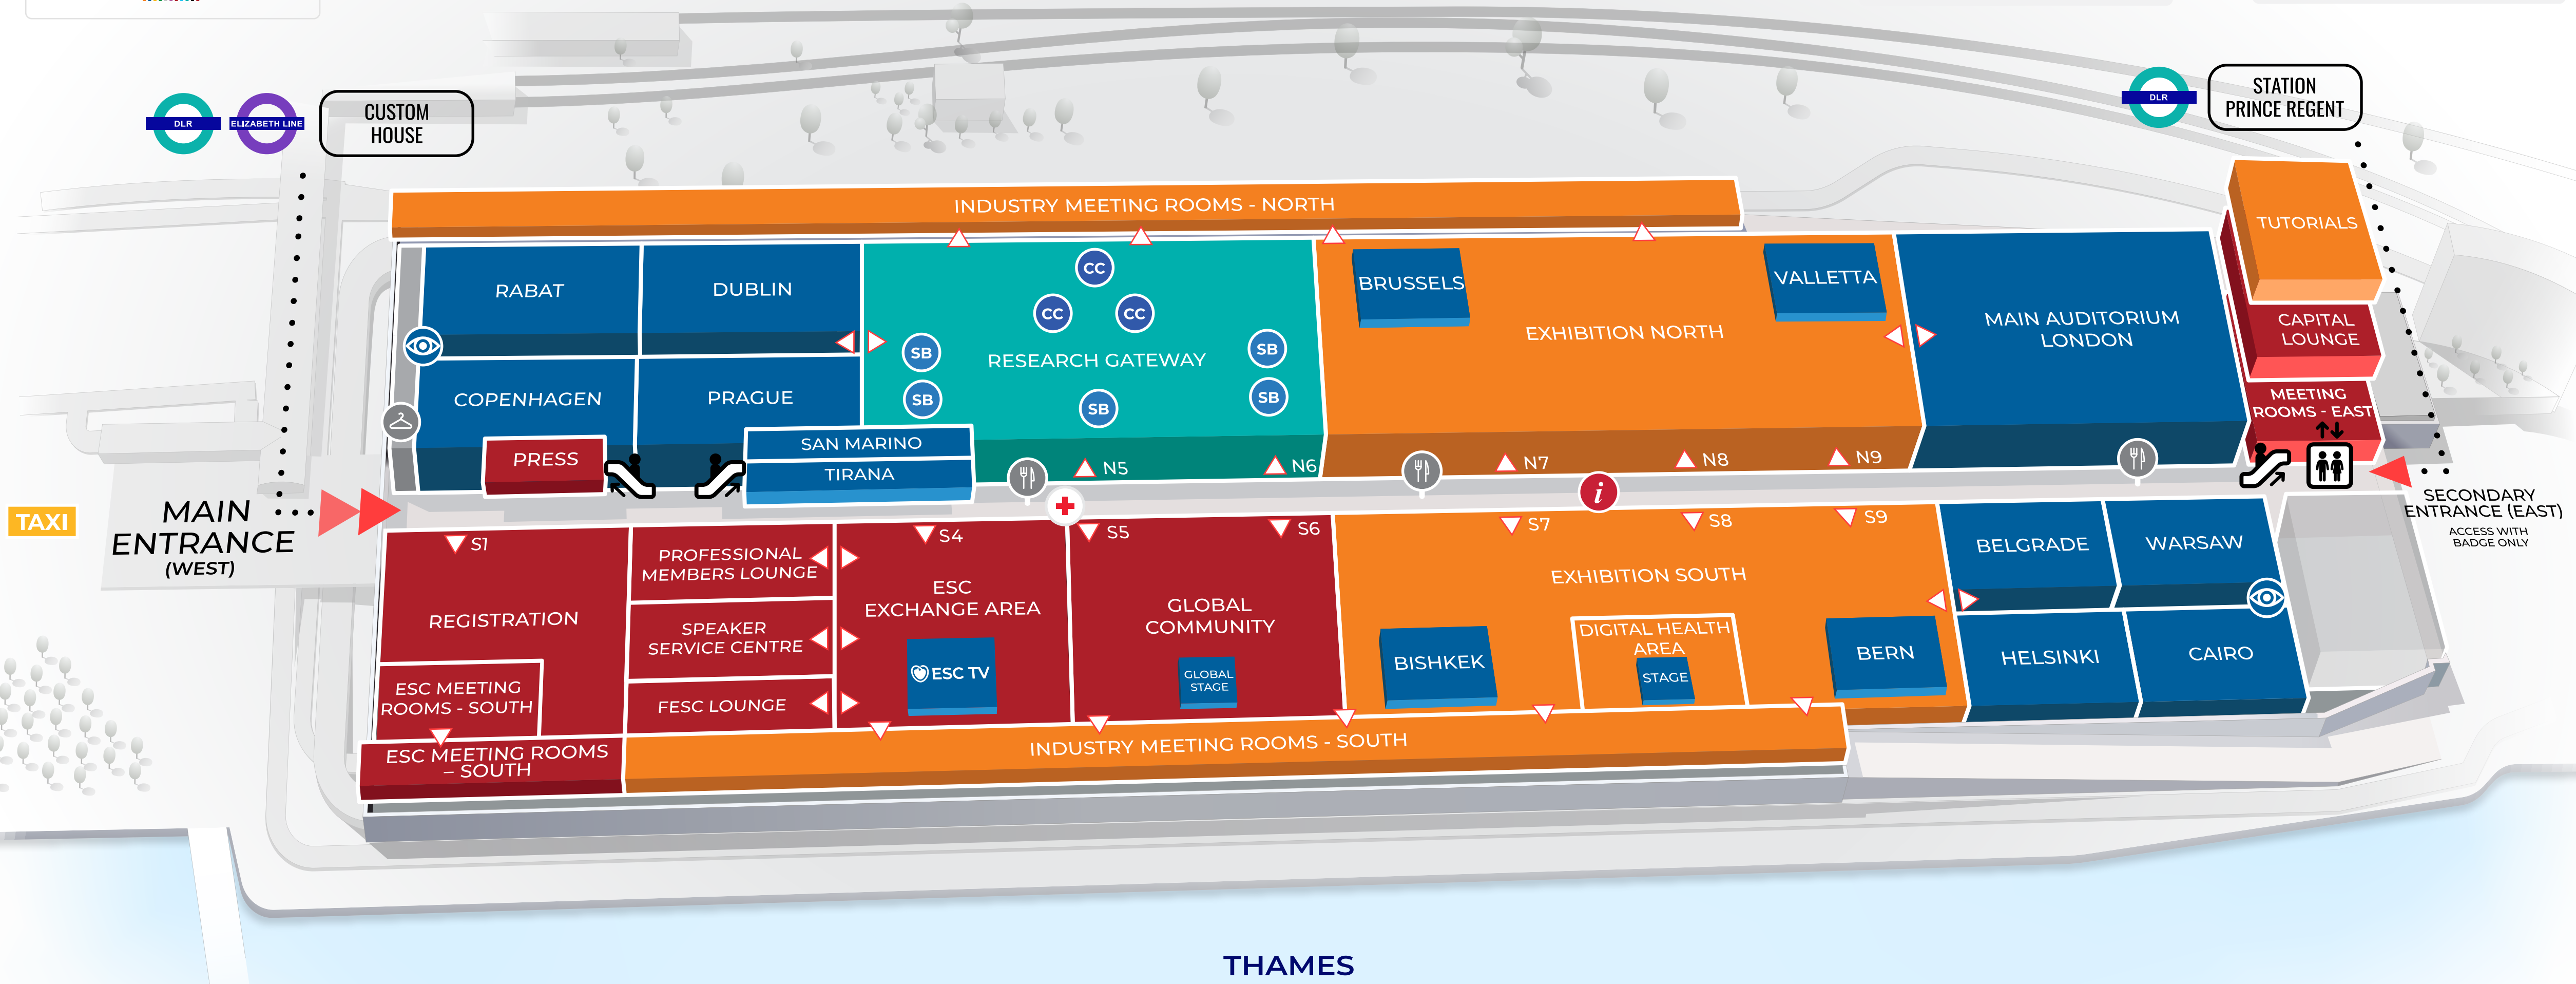 DLR
ELIZABETH LINE
CUSTOM
HOUSE
DLR
STATION
PRINCE REGENT
INDUSTRY MEETING ROOMS - NORTH
TUTORIALS
RABAT
DUBLIN
CC
CC
CC
SB
SB
SB
SB
SB
RESEARCH GATEWAY
BRUSSELS
VALLETTA
EXHIBITION NORTH
MAIN AUDITORIUM
LONDON
CAPITAL
LOUNGE
MEETING
ROOMS - EAST
COPENHAGEN
PRAGUE
PRESS
SAN MARINO
TIRANA
N5
N6
N7
N8
N9
i
TAXI
MAIN
ENTRANCE
(WEST)
SECONDARY
ENTRANCE (EAST)
ACCESS WITH
BADGE ONLY
S1
S4
S5
S6
S7
S8
S9
REGISTRATION
PROFESSIONAL
MEMBERS LOUNGE
SPEAKER
SERVICE CENTRE
FESC LOUNGE
ESC
EXCHANGE AREA
ESC TV
GLOBAL
COMMUNITY
GLOBAL
STAGE
EXHIBITION SOUTH
BISHKEK
DIGITAL HEALTH
AREA
STAGE
BERN
BELGRADE
WARSAW
HELSINKI
CAIRO
ESC MEETING
ROOMS - SOUTH
ESC MEETING ROOMS
– SOUTH
INDUSTRY MEETING ROOMS - SOUTH
THAMES